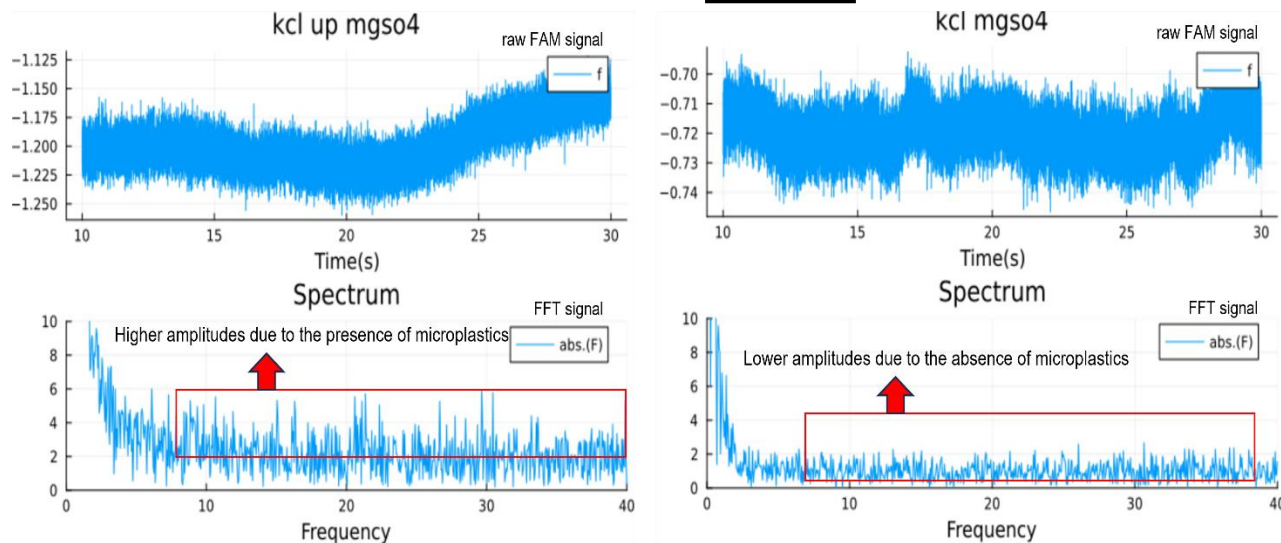 kcl up mgso4
raw FAM signal
f
−1.125
−1.150
−1.175
−1.200
−1.225
−1.250
10 15 20 25 30
Time(s)
Spectrum
FFT signal
Higher amplitudes due to the presence of microplastics
abs.(F)
10
8
6
4
2
0
0 10 20 30 40
Frequency
kcl mgso4
raw FAM signal
f
−0.70
−0.71
−0.72
−0.73
−0.74
10 15 20 25 30
Time(s)
Spectrum
FFT signal
abs.(F)
Lower amplitudes due to the absence of microplastics
10
8
6
4
2
0
0 10 20 30 40
Frequency